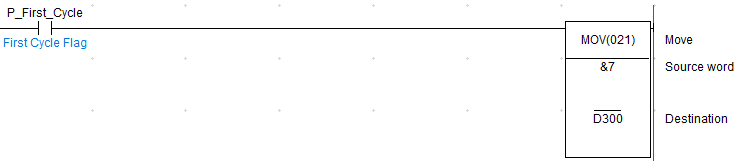 P_First_Cycle
First Cycle Flag
MOV(021) Move
&7 Source word
D300 Destination